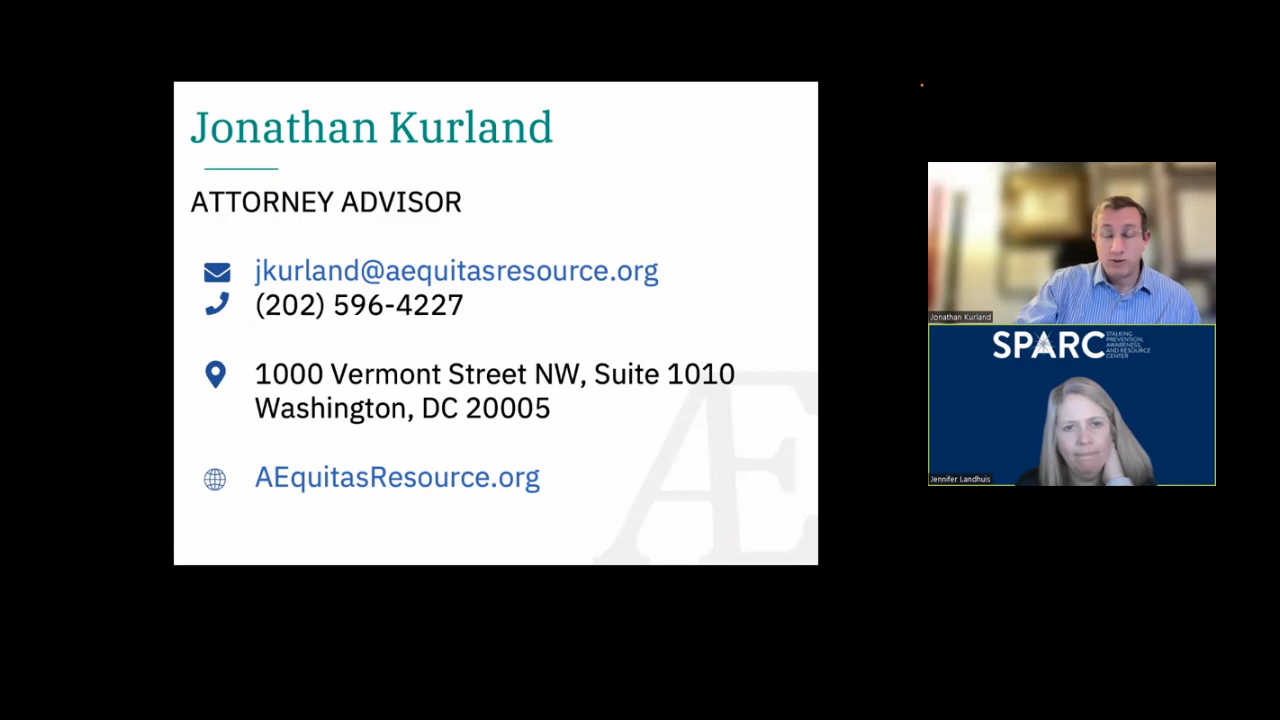 Jonathan Kurland
ATTORNEY ADVISOR
jkurland@aequitasresource.org
(202) 596-4227
1000 Vermont Street NW, Suite 1010
Washington, DC 20005
AEquitasResource.org
Æ
Jonathan Kurland
SPARC
STALKING
PREVENTION,
AWARENESS,
AND RESOURCE
CENTER
Jennifer Landhuis